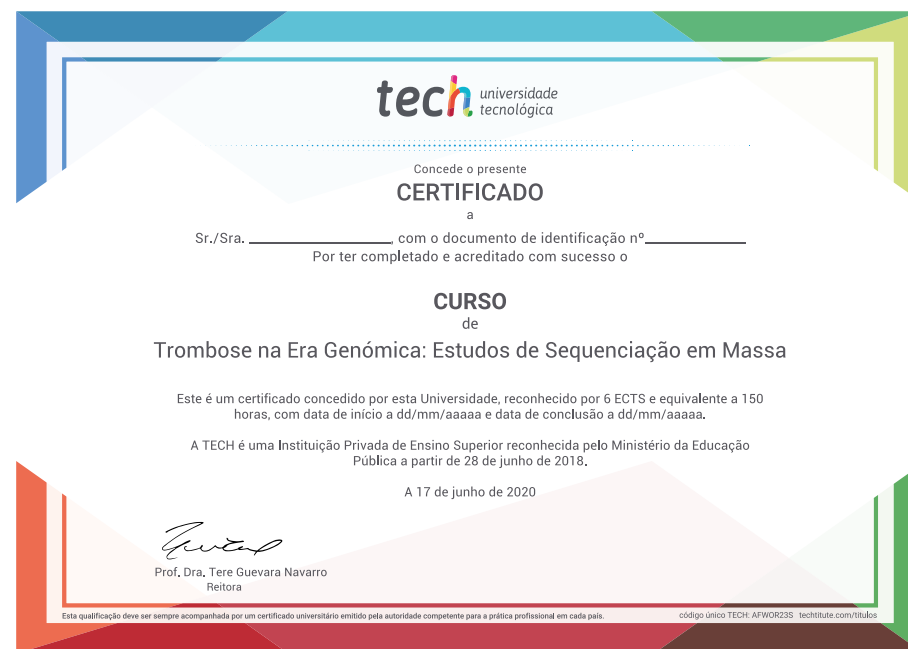 tech universidade
tecnológica
Concede o presente
CERTIFICADO
a
Sr./Sra. ____________, com o documento de identificação nº_________
Por ter completado e acreditado com sucesso o
CURSO
de
Trombose na Era Genómica: Estudos de Sequenciação em Massa
Este é um certificado concedido por esta Universidade, reconhecido por 6 ECTS e equivalente a 150
horas, com data de início a dd/mm/aaaaa e data de conclusão a dd/mm/aaaaa.
A TECH é uma Instituição Privada de Ensino Superior reconhecida pelo Ministério da Educação
Pública a partir de 28 de junho de 2018.
A 17 de junho de 2020
Prof. Dra. Tere Guevara Navarro
Reitora
Esta qualificação deve ser sempre acompanhada por um certificado universitário emitido pela autoridade competente para a prática profissional em cada país.
código único TECH: AFWOR23S techtitute.com/titulos